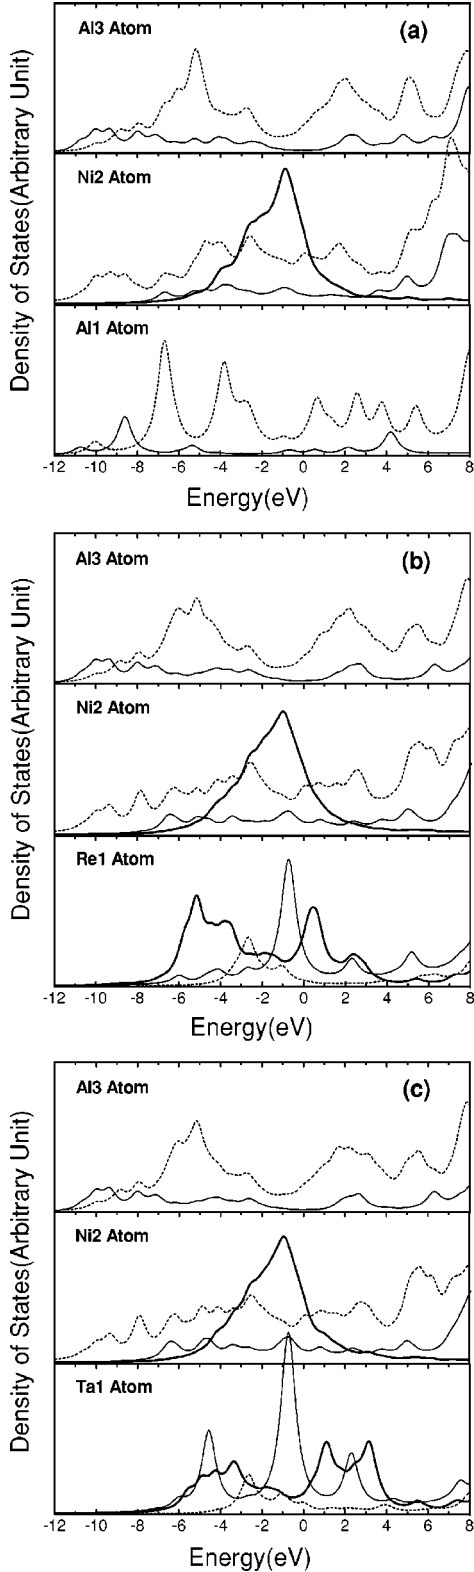 (a)
Al3 Atom
Ni2 Atom
Al1 Atom
Density of States(Arbitrary Unit)
-12 -10 -8 -6 -4 -2 0 2 4 6 8
Energy(eV)
(b)
Al3 Atom
Ni2 Atom
Re1 Atom
Density of States(Arbitrary Unit)
-12 -10 -8 -6 -4 -2 0 2 4 6 8
Energy(eV)
(c)
Al3 Atom
Ni2 Atom
Ta1 Atom
Density of States(Arbitrary Unit)
-12 -10 -8 -6 -4 -2 0 2 4 6 8
Energy(eV)